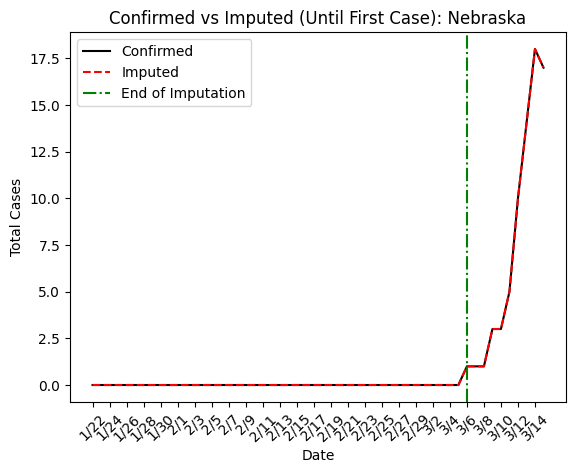 Confirmed vs Imputed (Until First Case): Nebraska
Confirmed
Imputed
End of Imputation
Total Cases
17.5
15.0
12.5
10.0
7.5
5.0
2.5
0.0
1/22 1/24 1/26 1/28 1/30 2/1 2/3 2/5 2/7 2/9 2/11 2/13 2/15 2/17 2/19 2/21 2/23 2/25 2/27 2/29 3/2 3/4 3/6 3/8 3/10 3/12 3/14
Date